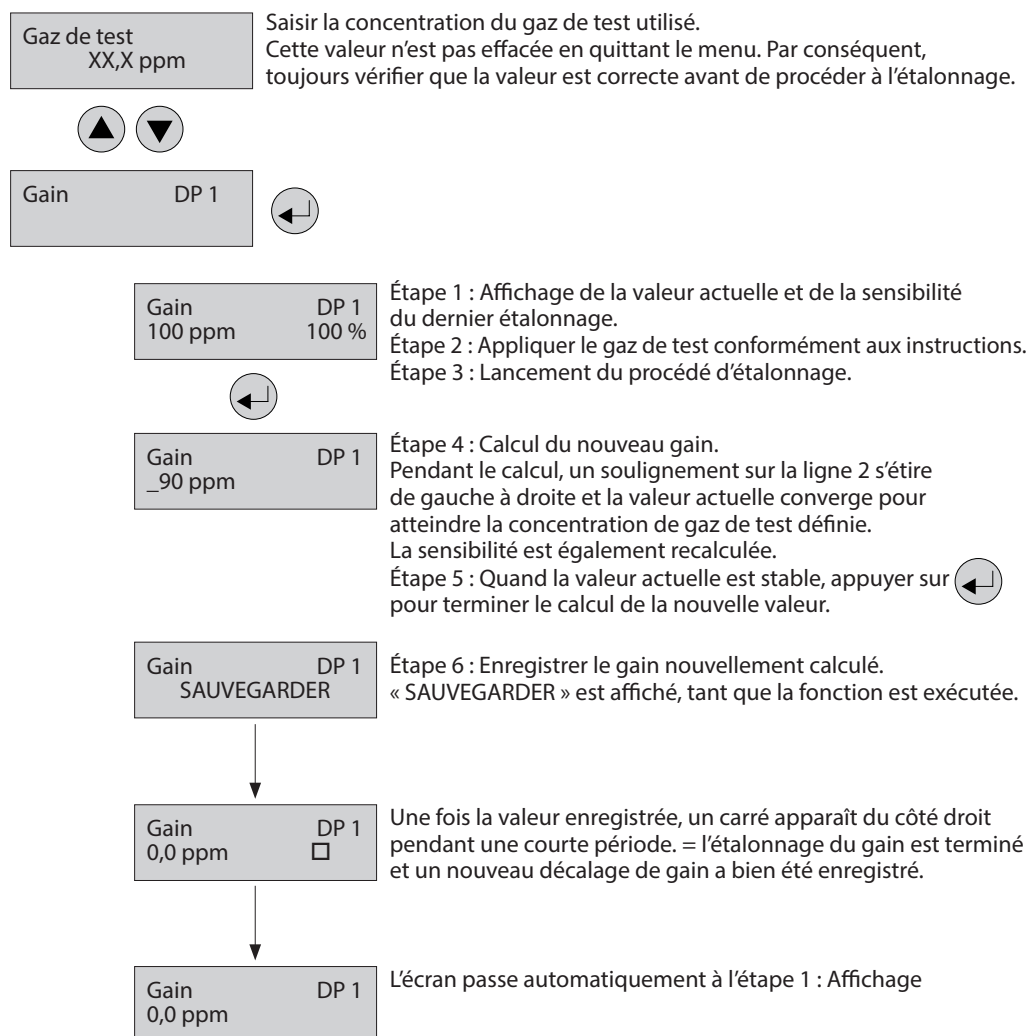 Gaz de test
XX,X ppm
Saisir la concentration du gaz de test utilisé.
Cette valeur n'est pas effacée en quittant le menu. Par conséquent,
toujours vérifier que la valeur est correcte avant de procéder à l'étalonnage.
Gain DP 1
Gain DP 1
100 ppm 100 %
Étape 1 : Affichage de la valeur actuelle et de la sensibilité
du dernier étalonnage.
Étape 2 : Appliquer le gaz de test conformément aux instructions.
Étape 3 : Lancement du procédé d'étalonnage.
Gain DP 1
_90 ppm
Étape 4 : Calcul du nouveau gain.
Pendant le calcul, un soulignement sur la ligne 2 s'étire
de gauche à droite et la valeur actuelle converge pour
atteindre la concentration de gaz de test définie.
La sensibilité est également recalculée.
Étape 5 : Quand la valeur actuelle est stable, appuyer sur
pour terminer le calcul de la nouvelle valeur.
Gain DP 1
SAUVEGARDER
Étape 6 : Enregistrer le gain nouvellement calculé.
« SAUVEGARDER » est affiché, tant que la fonction est exécutée.
Gain DP 1
0,0 ppm
Une fois la valeur enregistrée, un carré apparaît du côté droit
pendant une courte période. = l'étalonnage du gain est terminé
et un nouveau décalage de gain a bien été enregistré.
Gain DP 1
0,0 ppm
L'écran passe automatiquement à l'étape 1 : Affichage